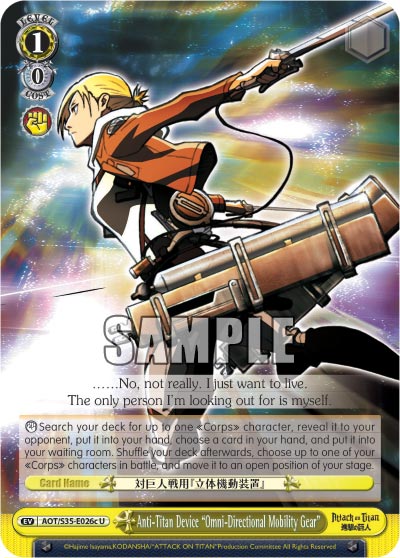 LEVEL
1
0
COST
SAMPLE
……No, not really. I just want to live.
The only person I'm looking out for is myself.
Search your deck for up to one «Corps» character, reveal it to your
opponent, put it into your hand, choose a card in your hand, and put it into
your waiting room. Shuffle your deck afterwards, choose up to one of your
«Corps» characters in battle, and move it to an open position of your stage.
Card Name
対巨人戦用『立体機動装置』
EV AOT/S35-E026c U
Anti-Titan Device "Omni-Directional Mobility Gear"
Attack on Titan
進撃の巨人
©Hajime Isayama,KODANSHA/"ATTACK ON TITAN"Production Committee. All Rights Reserved.